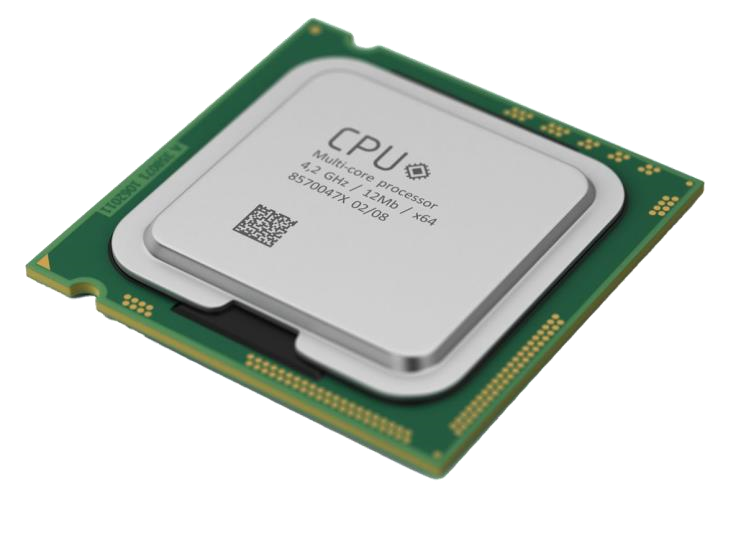 CPU
Multi-core processor
4,2 GHz / 12Mb / x64
8570047X 02/08